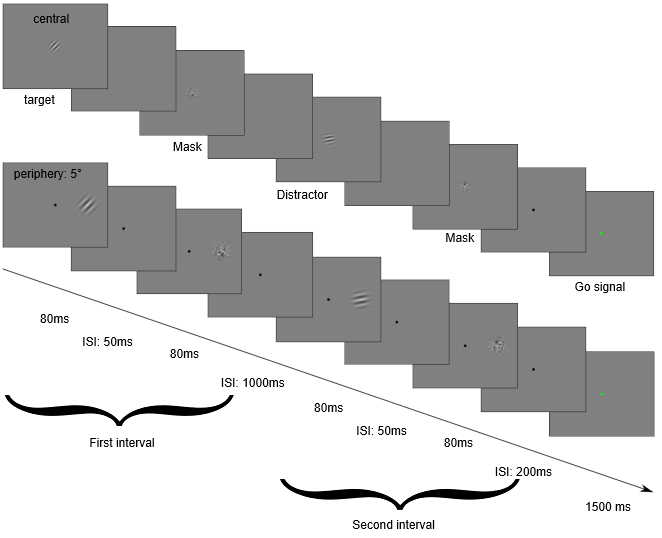 central
target
Mask
Distractor
Mask
Go signal
periphery: 5°
80ms
ISI: 50ms
80ms
ISI: 1000ms
80ms
ISI: 50ms
80ms
ISI: 200ms
1500 ms
First interval
Second interval